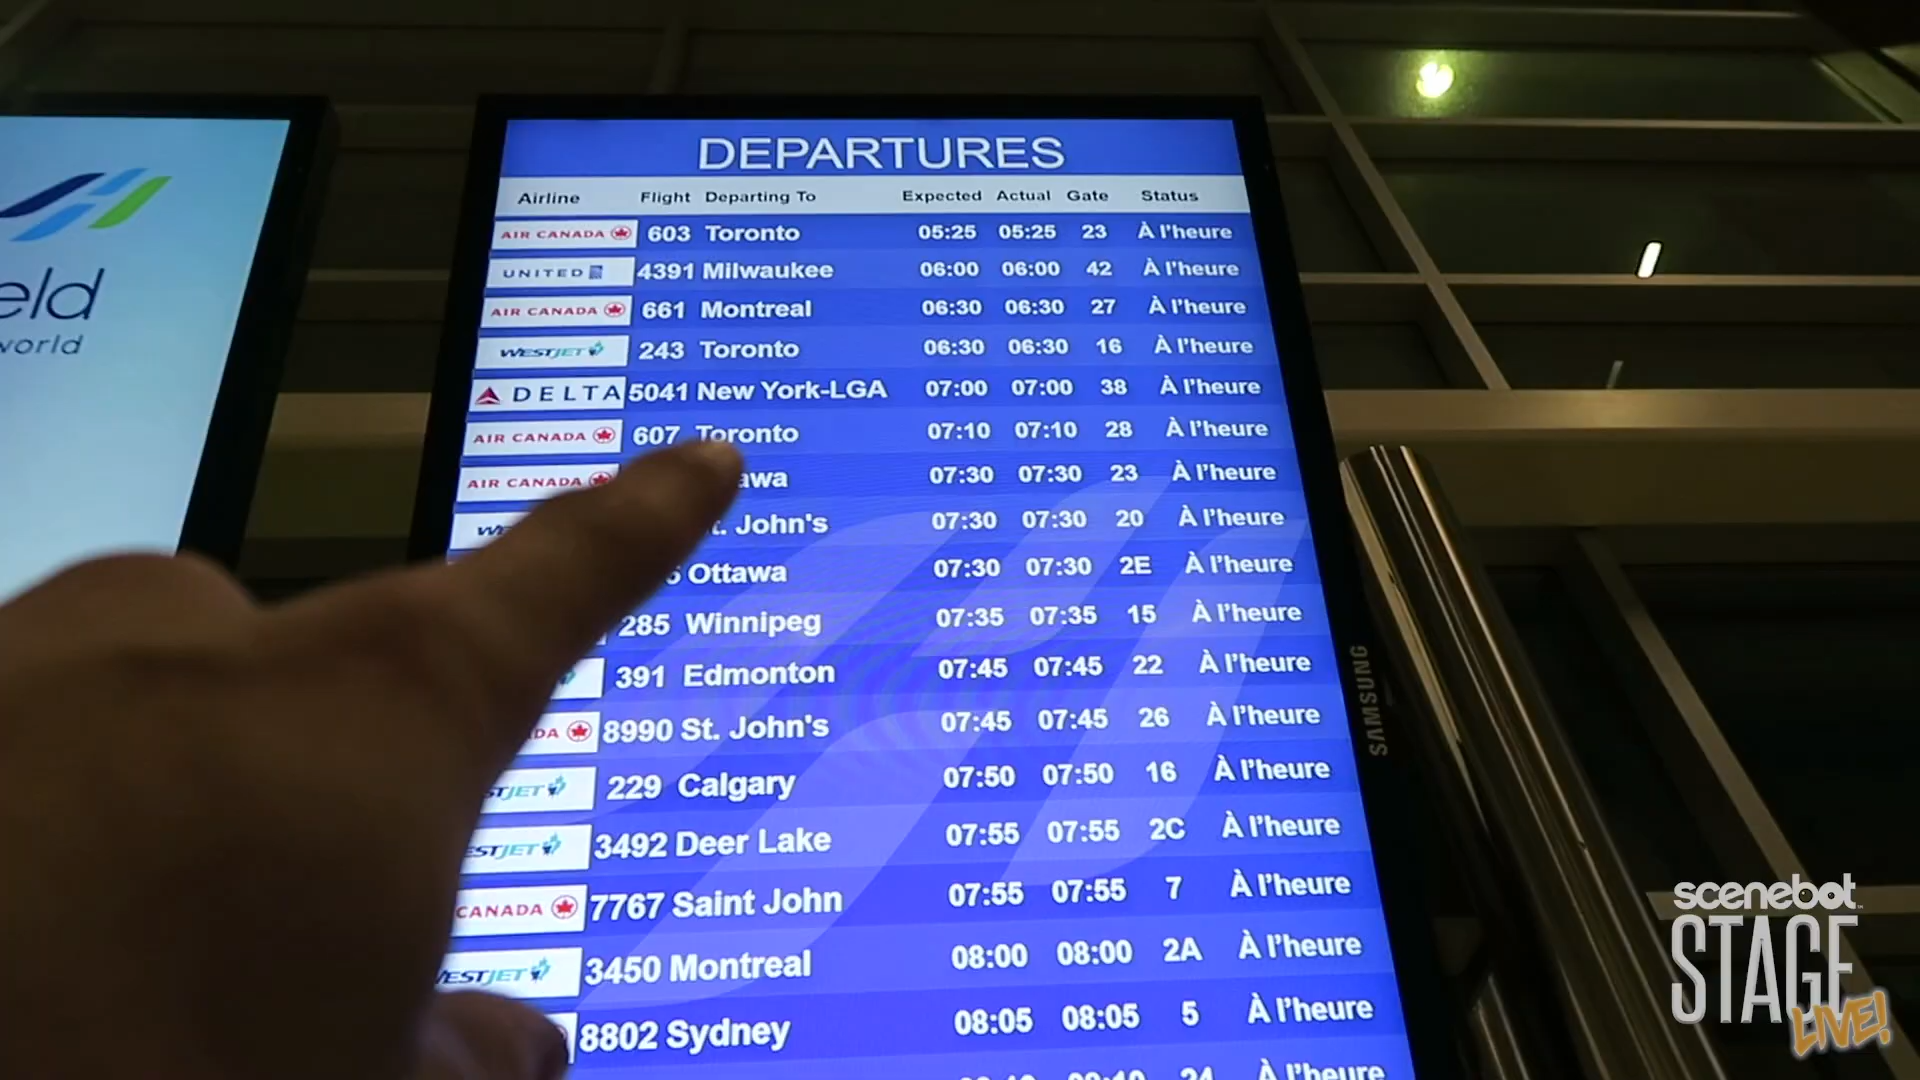 DEPARTURES
Airline Flight Departing To Expected Actual Gate Status
AIR CANADA 603 Toronto 05:25 05:25 23 À l'heure
UNITED 4391 Milwaukee 06:00 06:00 42 À l'heure
AIR CANADA 661 Montreal 06:30 06:30 27 À l'heure
WESTJET 243 Toronto 06:30 06:30 16 À l'heure
DELTA 5041 New York-LGA 07:00 07:00 38 À l'heure
AIR CANADA 607 Toronto 07:10 07:10 28 À l'heure
AIR CANADA awa 07:30 07:30 23 À l'heure
WE t. John's 07:30 07:30 20 À l'heure
Ottawa 07:30 07:30 2E À l'heure
285 Winnipeg 07:35 07:35 15 À l'heure
391 Edmonton 07:45 07:45 22 À l'heure
DA 8990 St. John's 07:45 07:45 26 À l'heure
STJET 229 Calgary 07:50 07:50 16 À l'heure
ESTJET 3492 Deer Lake 07:55 07:55 2C À l'heure
CANADA 7767 Saint John 07:55 07:55 7 À l'heure
WESTJET 3450 Montreal 08:00 08:00 2A À l'heure
8802 Sydney 08:05 08:05 5 À l'heure
24 À l'heure
eld
world
SAMSUNG
scenebot
STAGE
LIVE!